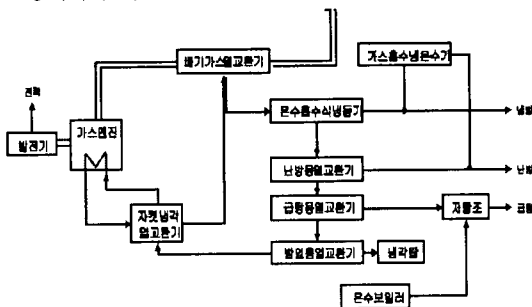 배기가스열교환기
가스흡수냉온수기
전력
가스엔진
발전기
온수흡수식냉동기
냉방
난방용열교환기
난방
자켓냉각
열교환기
급탕용열교환기
저탕조
급탕
방열용열교환기
냉각탑
온수보일러